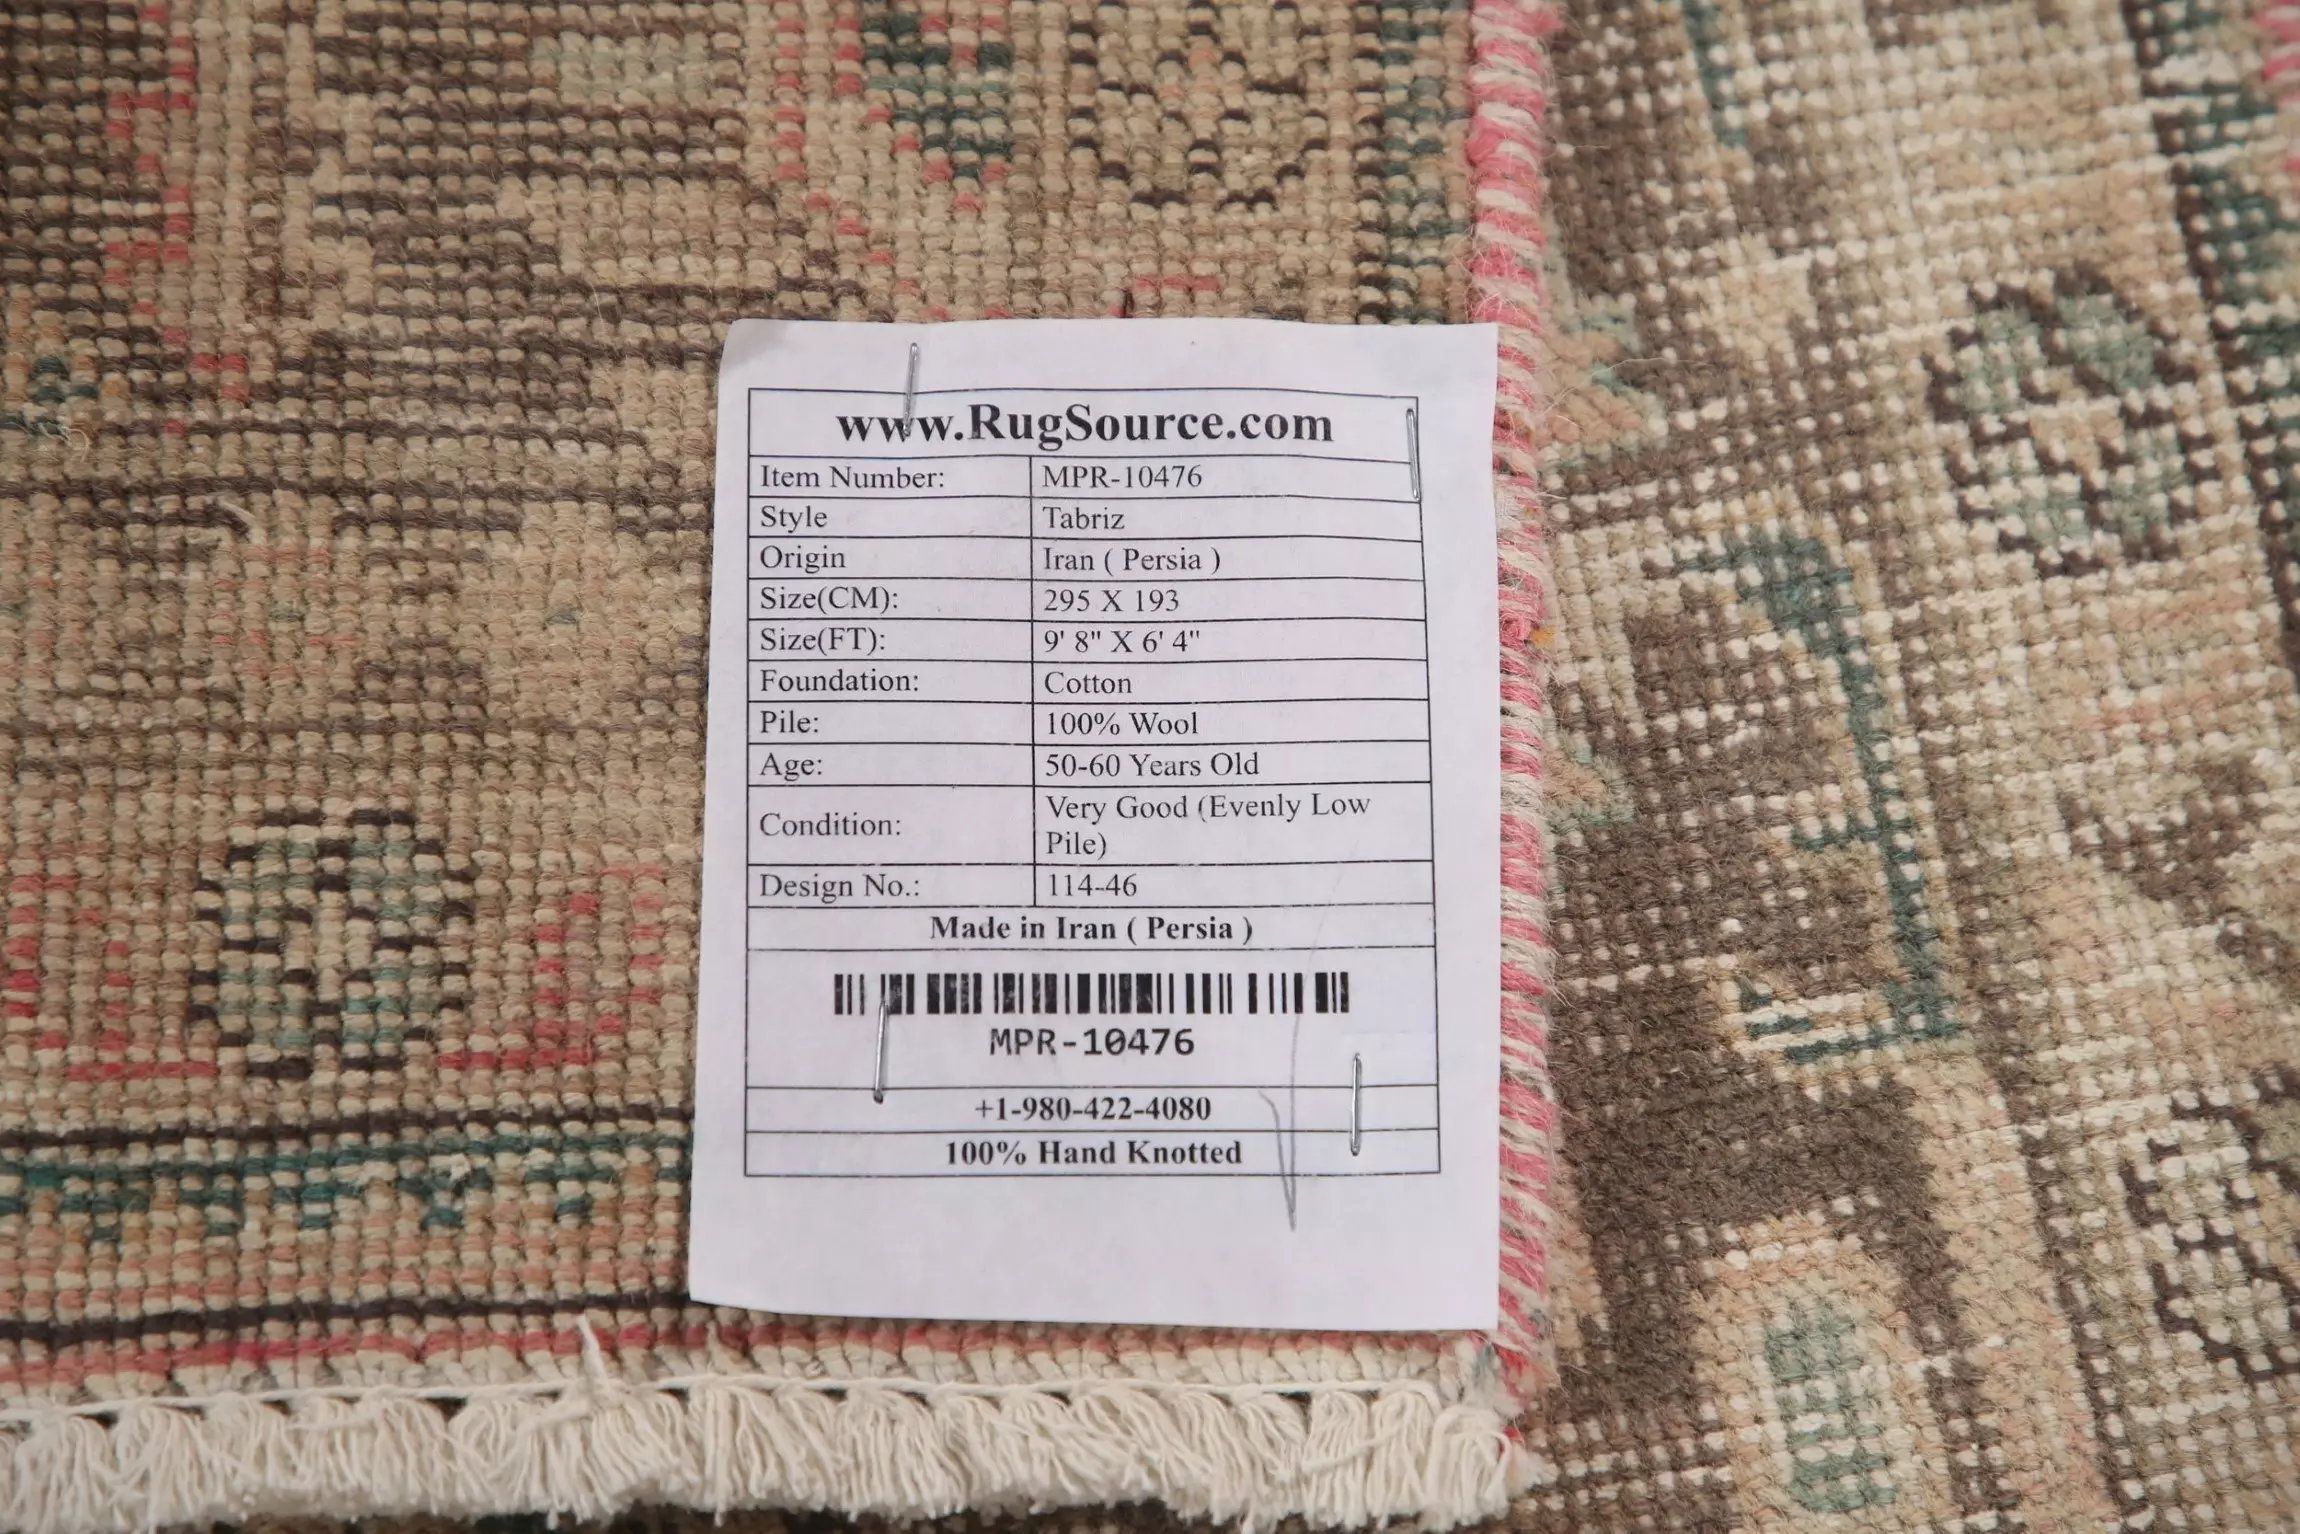 www.RugSource.com
Item Number: MPR-10476
Style Tabriz
Origin Iran ( Persia )
Size(CM): 295 X 193
Size(FT): 9' 8" X 6' 4"
Foundation: Cotton
Pile: 100% Wool
Age: 50-60 Years Old
Condition: Very Good (Evenly Low
Pile)
Design No.: 114-46
Made in Iran ( Persia )
MPR-10476
+1-980-422-4080
100% Hand Knotted